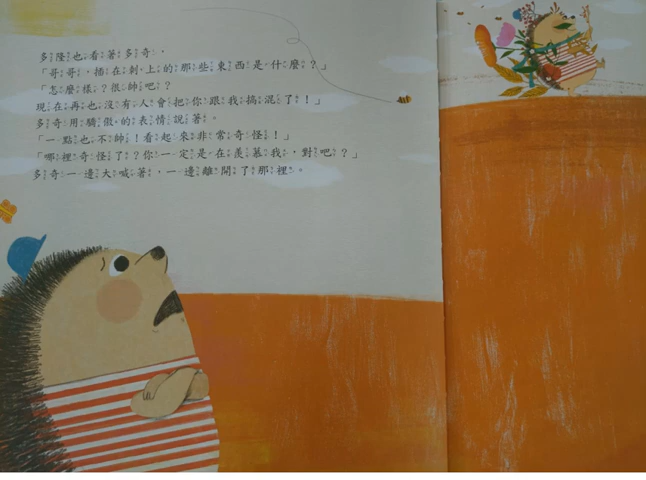 多隆也看著多奇，
「哥哥，插在刺上的那些東西是什麼？」
「怎麼樣？很帥吧？
現在再也沒有人會把你跟我搞混了！」
多奇用驕傲的表情說著。
「一點也不帥！看起來非常奇怪！」
「哪裡奇怪了？你一定是在羨慕我，對吧？」
多奇一邊大喊著，一邊離開了那裡。